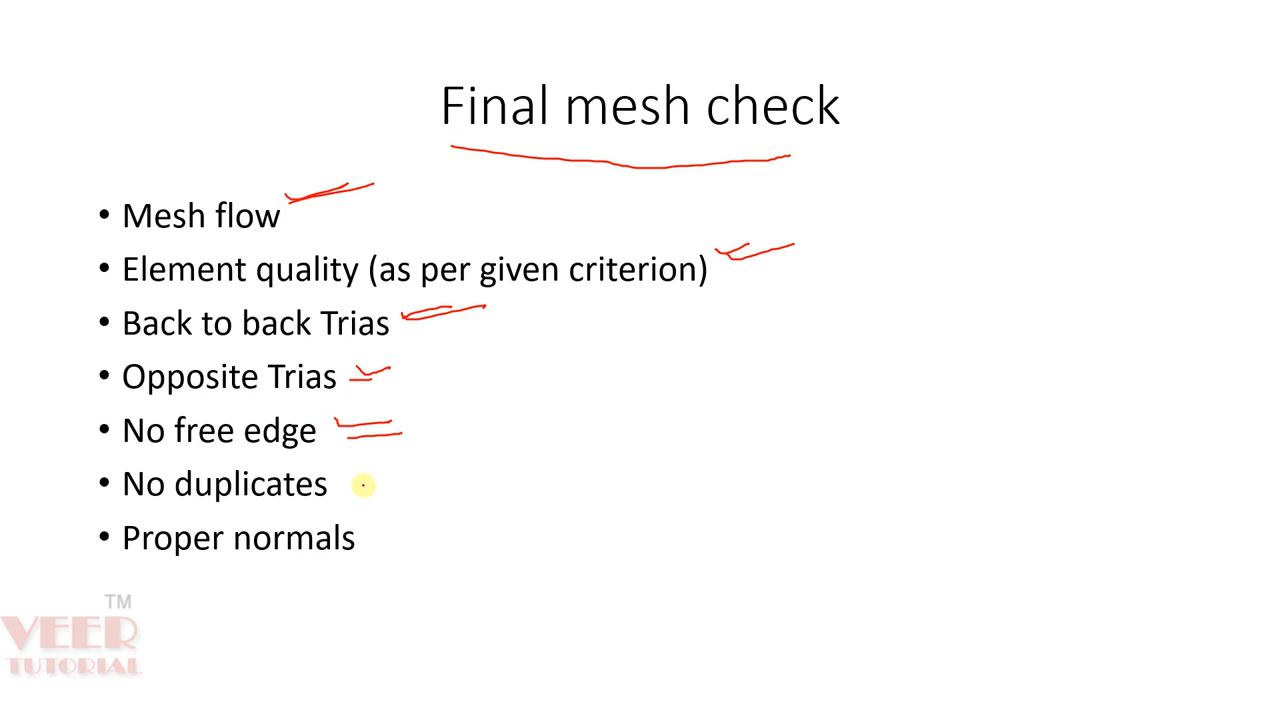 Final mesh check
• Mesh flow
• Element quality (as per given criterion)
• Back to back Trias
• Opposite Trias
• No free edge
• No duplicates
• Proper normals
TM
VEER
TUTORIAL